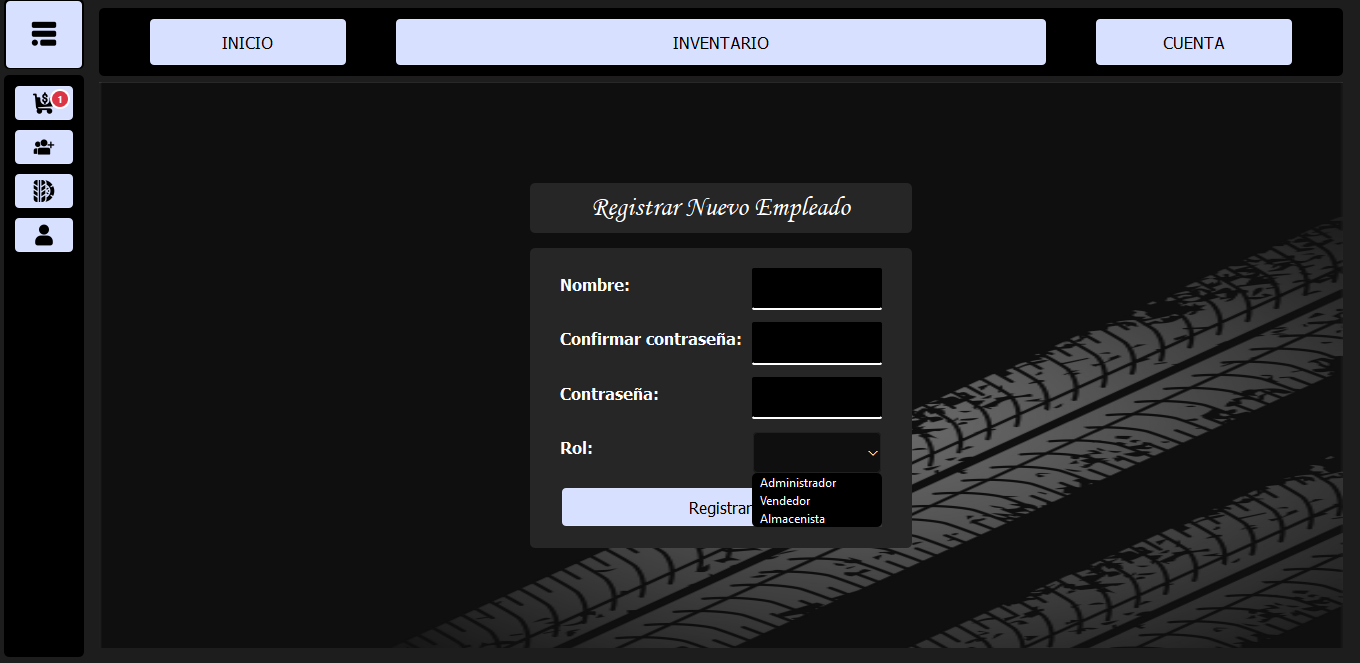 INICIO
INVENTARIO
CUENTA
1
Registrar Nuevo Empleado
Nombre:
Confirmar contraseña:
Contraseña:
Rol:
Administrador
Vendedor
Almacenista
Registrar